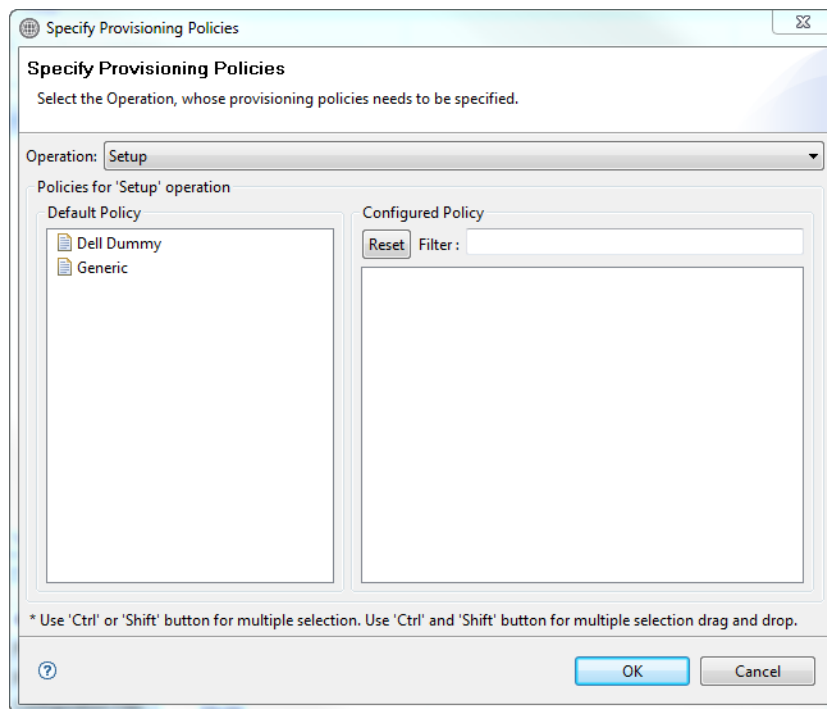 Specify Provisioning Policies
Specify Provisioning Policies
Select the Operation, whose provisioning policies needs to be specified.
Operation: Setup
Policies for 'Setup' operation
Default Policy
Dell Dummy
Generic
Configured Policy
Reset Filter :
* Use 'Ctrl' or 'Shift' button for multiple selection. Use 'Ctrl' and 'Shift' button for multiple selection drag and drop.
OK Cancel